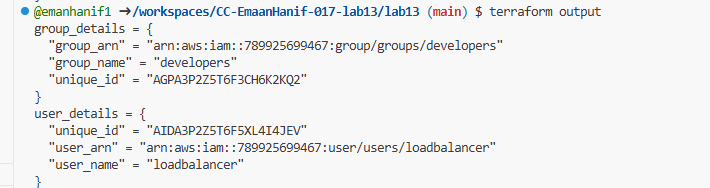 @emanhanif1 →/workspaces/CC-EmaanHanif-017-lab13/lab13 (main) $ terraform output
group_details = {
  "group_arn" = "arn:aws:iam::789925699467:group/groups/developers"
  "group_name" = "developers"
  "unique_id" = "AGPA3P2Z5T6F3CH6K2KQ2"
}
user_details = {
  "unique_id" = "AIDA3P2Z5T6F5XL4I4JEV"
  "user_arn" = "arn:aws:iam::789925699467:user/users/loadbalancer"
  "user_name" = "loadbalancer"
}